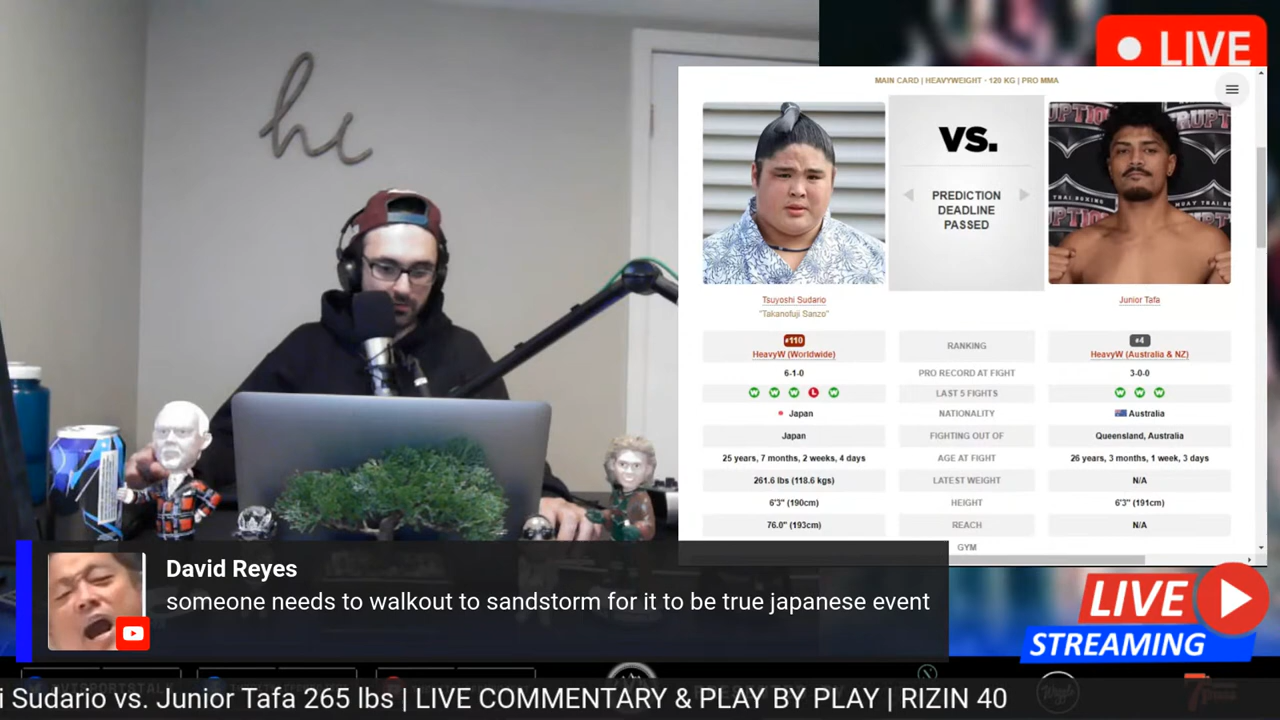 hi
LIVE
MAIN CARD | HEAVYWEIGHT · 120 KG | PRO MMA
VS.
PREDICTION
DEADLINE
PASSED
Tsuyoshi Sudario
"Takanofuji Sanzo"
Junior Tafa
#110
HeavyW (Worldwide)
RANKING
#4
HeavyW (Australia & NZ)
6-1-0
PRO RECORD AT FIGHT
3-0-0
W W W L W
LAST 5 FIGHTS
W W W
Japan
NATIONALITY
Australia
Japan
FIGHTING OUT OF
Queensland, Australia
25 years, 7 months, 2 weeks, 4 days
AGE AT FIGHT
26 years, 3 months, 1 week, 3 days
261.6 lbs (118.6 kgs)
LATEST WEIGHT
N/A
6'3" (190cm)
HEIGHT
6'3" (191cm)
76.0" (193cm)
REACH
N/A
GYM
David Reyes
someone needs to walkout to sandstorm for it to be true japanese event
LIVE
STREAMING
i Sudario vs. Junior Tafa 265 lbs | LIVE COMMENTARY & PLAY BY PLAY | RIZIN 40